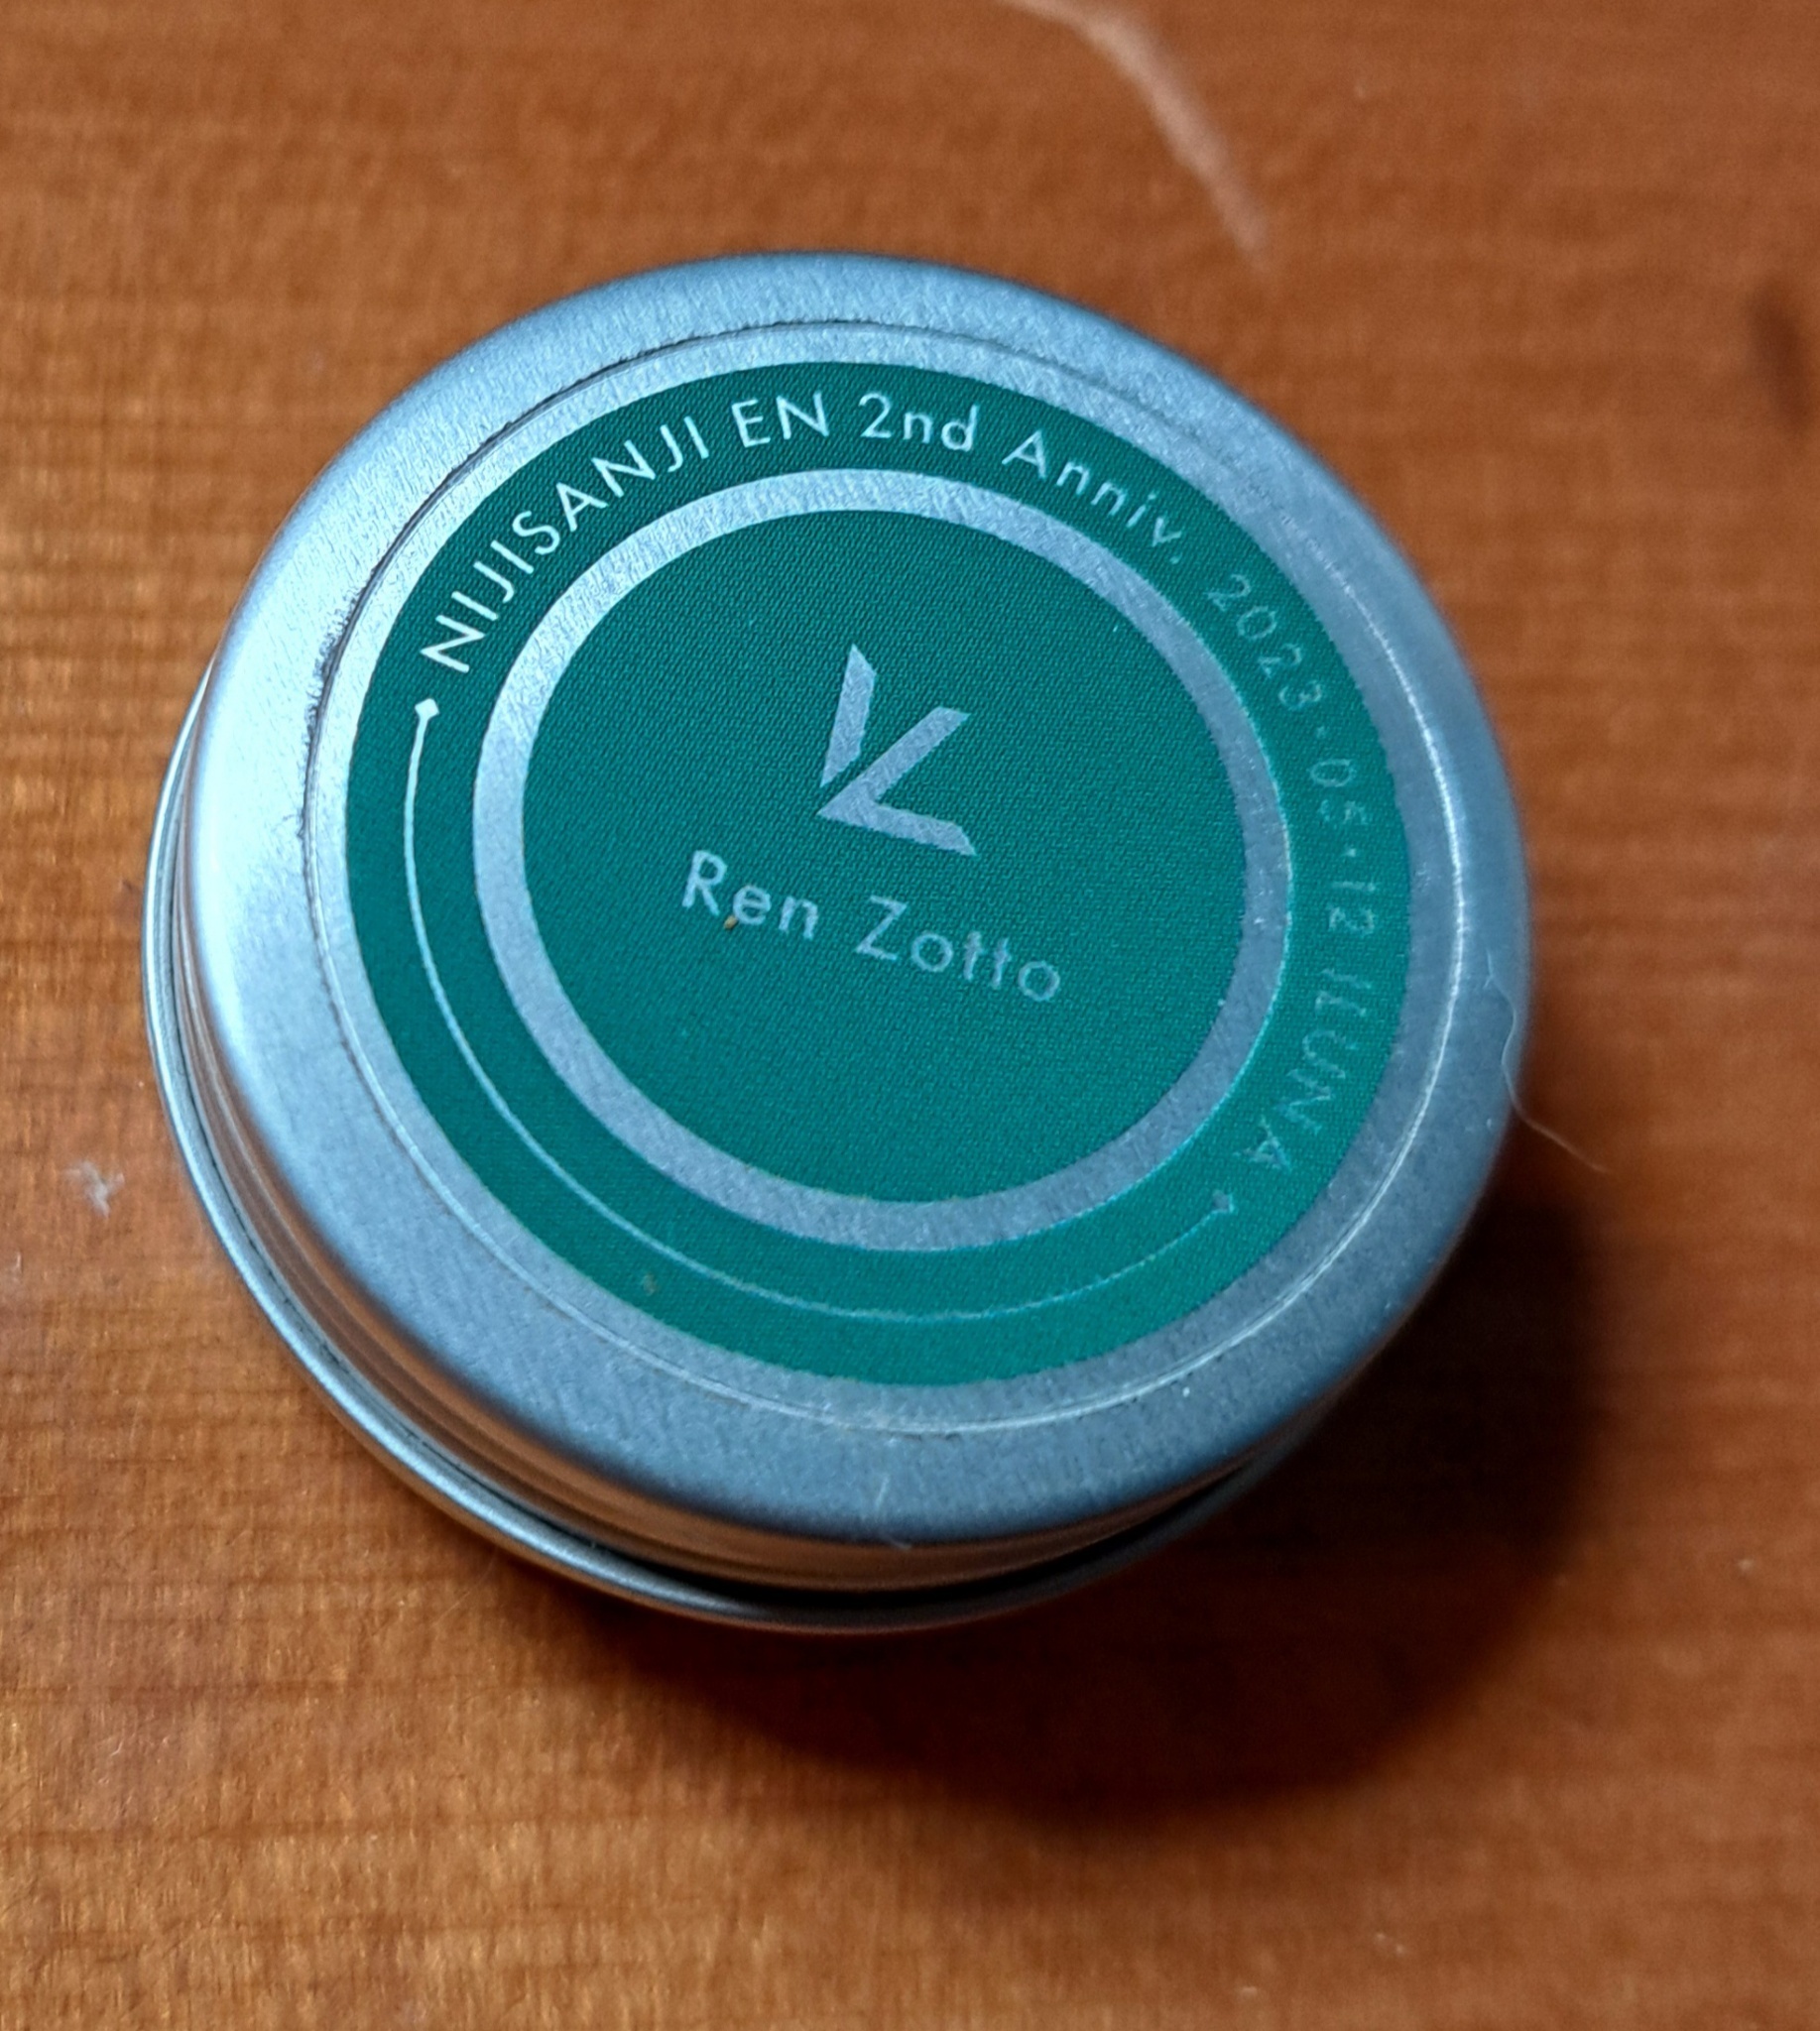 NIJISANJI EN 2nd Anniv. 2023·05·12 ILUNA
Ren Zotto